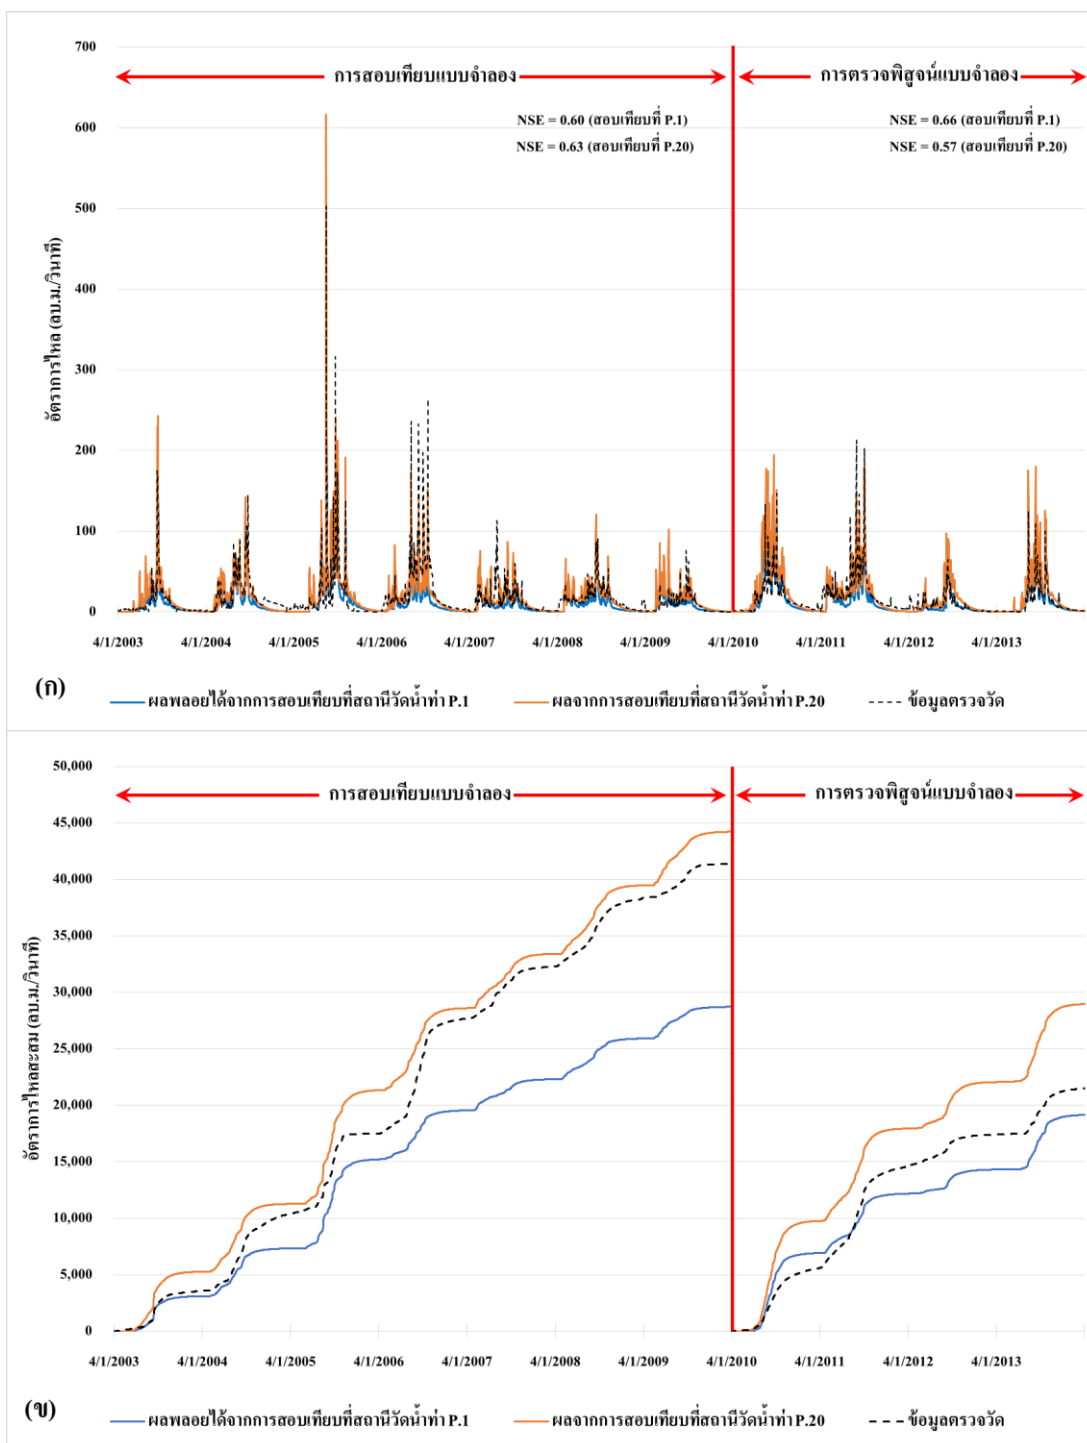 700
การสอบเทียบแบบจำลอง
การตรวจพิสูจน์แบบจำลอง
NSE = 0.60 (สอบเทียบที่ P.1)
NSE = 0.63 (สอบเทียบที่ P.20)
NSE = 0.66 (สอบเทียบที่ P.1)
NSE = 0.57 (สอบเทียบที่ P.20)
600
500
400
300
200
100
0
อัตราการไหล (ลบ.ม./วินาที)
4/1/2003 4/1/2004 4/1/2005 4/1/2006 4/1/2007 4/1/2008 4/1/2009 4/1/2010 4/1/2011 4/1/2012 4/1/2013
(ก)
ผลพลอยได้จากการสอบเทียบที่สถานีวัดน้ำท่า P.1 ผลจากการสอบเทียบที่สถานีวัดน้ำท่า P.20 ข้อมูลตรวจวัด
50,000
การสอบเทียบแบบจำลอง
การตรวจพิสูจน์แบบจำลอง
45,000
40,000
35,000
30,000
25,000
20,000
15,000
10,000
5,000
0
อัตราการไหลสะสม (ลบ.ม./วินาที)
4/1/2003 4/1/2004 4/1/2005 4/1/2006 4/1/2007 4/1/2008 4/1/2009 4/1/2010 4/1/2011 4/1/2012 4/1/2013
(ข)
ผลพลอยได้จากการสอบเทียบที่สถานีวัดน้ำท่า P.1 ผลจากการสอบเทียบที่สถานีวัดน้ำท่า P.20 ข้อมูลตรวจวัด